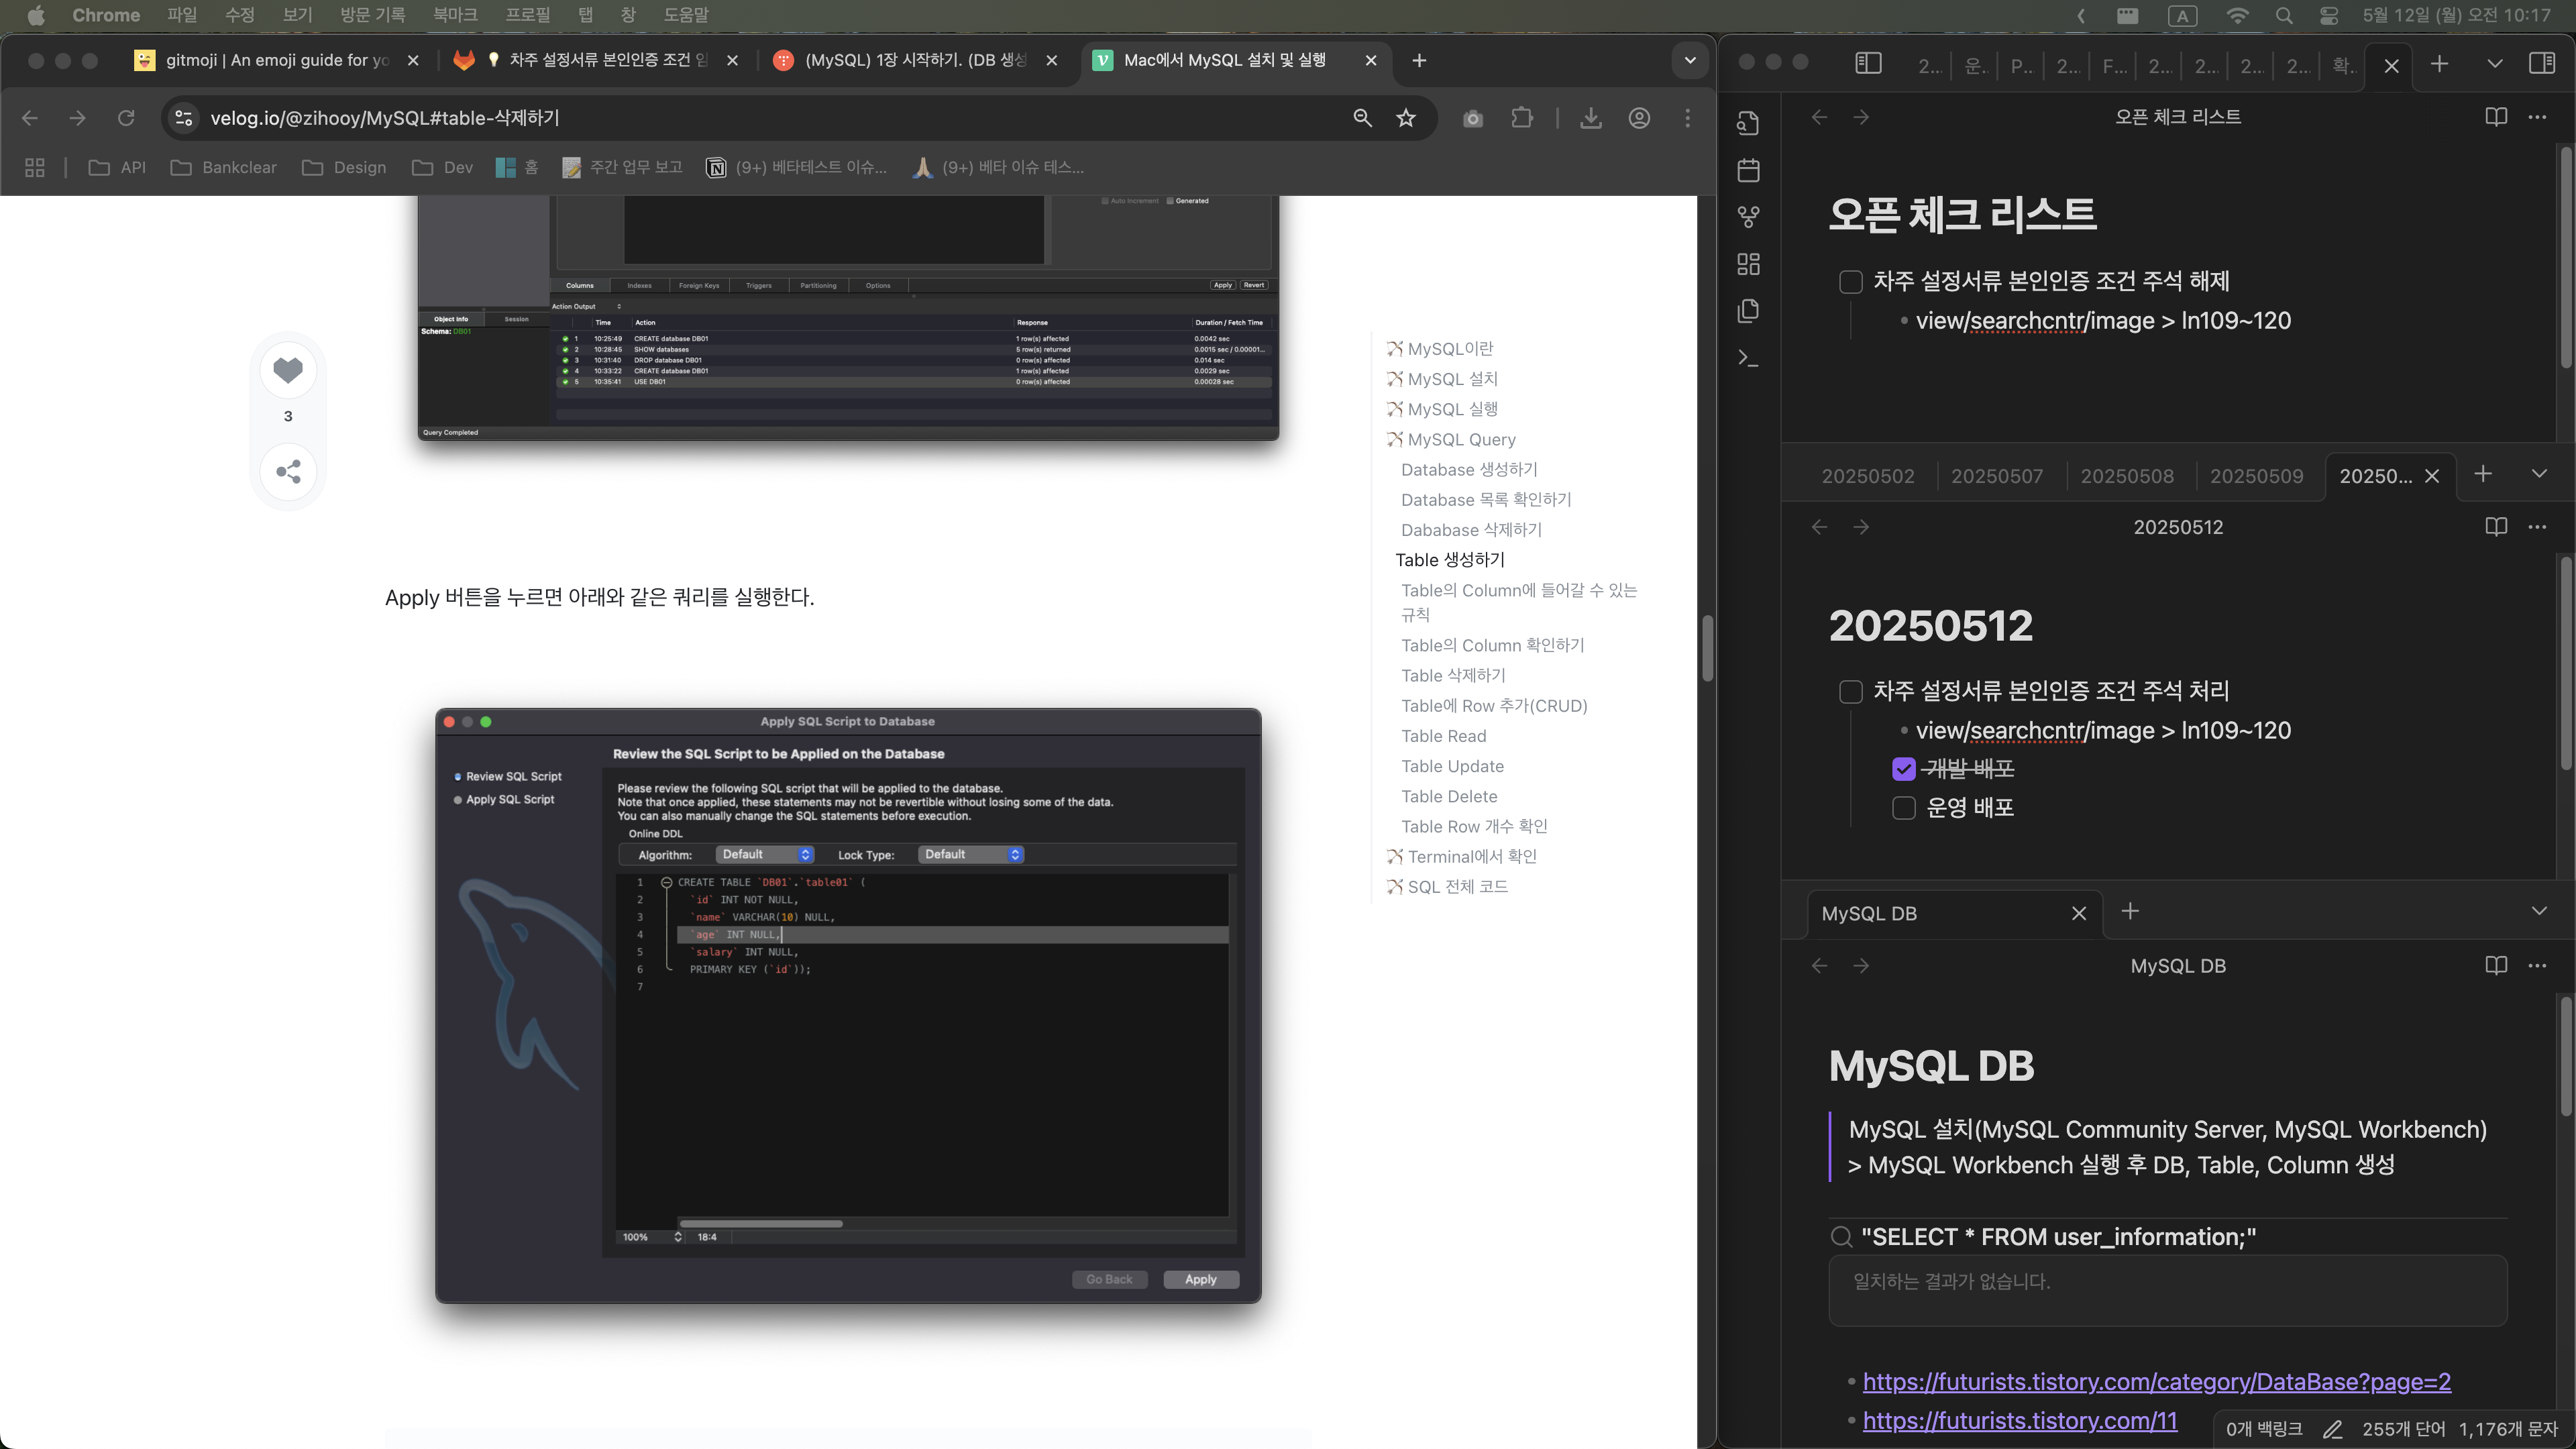 Chrome 파일 수정 보기 방문 기록 북마크 프로필 탭 창 도움말
A 5월 12일 (월) 오전 10:17
gitmoji | An emoji guide for yo
차주 설정서류 본인인증 조건 임
(MySQL) 1장 시작하기. (DB 생성
Mac에서 MySQL 설치 및 실행
velog.io/@zihooy/MySQL#table-삭제하기
API Bankclear Design Dev 홈 주간 업무 보고 (9+) 베타테스트 이슈... (9+) 베타 이슈 테스...
Auto Increment Generated
Columns Indexes Foreign Keys Triggers Partitioning Options Apply Revert
Action Output
Object Info Session
Time Action Response Duration / Fetch Time
Schema: DB01
1 10:25:49 CREATE database DB01 1 row(s) affected 0.0042 sec
2 10:28:45 SHOW databases 5 row(s) returned 0.0015 sec / 0.00001...
3 10:31:40 DROP database DB01 0 row(s) affected 0.014 sec
4 10:33:22 CREATE database DB01 1 row(s) affected 0.0029 sec
5 10:35:41 USE DB01 0 row(s) affected 0.00028 sec
Query Completed
3
Apply 버튼을 누르면 아래와 같은 쿼리를 실행한다.
Apply SQL Script to Database
Review the SQL Script to be Applied on the Database
Review SQL Script
Apply SQL Script
Please review the following SQL script that will be applied to the database.
Note that once applied, these statements may not be revertible without losing some of the data.
You can also manually change the SQL statements before execution.
Online DDL
Algorithm: Default Lock Type: Default
1 CREATE TABLE `DB01`.`table01` (
2 `id` INT NOT NULL,
3 `name` VARCHAR(10) NULL,
4 `age` INT NULL,
5 `salary` INT NULL,
6 PRIMARY KEY (`id`));
7
100% 18:4
Go Back Apply
MySQL이란
MySQL 설치
MySQL 실행
MySQL Query
Database 생성하기
Database 목록 확인하기
Dababase 삭제하기
Table 생성하기
Table의 Column에 들어갈 수 있는
규칙
Table의 Column 확인하기
Table 삭제하기
Table에 Row 추가(CRUD)
Table Read
Table Update
Table Delete
Table Row 개수 확인
Terminal에서 확인
SQL 전체 코드
2... 운.. P... 2... F... 2... 2... 2... 2... 확..
오픈 체크 리스트
오픈 체크 리스트
차주 설정서류 본인인증 조건 주석 해제
view/searchcntr/image > ln109~120
20250502 20250507 20250508 20250509 20250...
20250512
20250512
차주 설정서류 본인인증 조건 주석 처리
view/searchcntr/image > ln109~120
개발 배포
운영 배포
MySQL DB
MySQL DB
MySQL DB
MySQL 설치(MySQL Community Server, MySQL Workbench)
> MySQL Workbench 실행 후 DB, Table, Column 생성
"SELECT * FROM user_information;"
일치하는 결과가 없습니다.
https://futurists.tistory.com/category/DataBase?page=2
https://futurists.tistory.com/11
0개 백링크 255개 단어 1,176개 문자